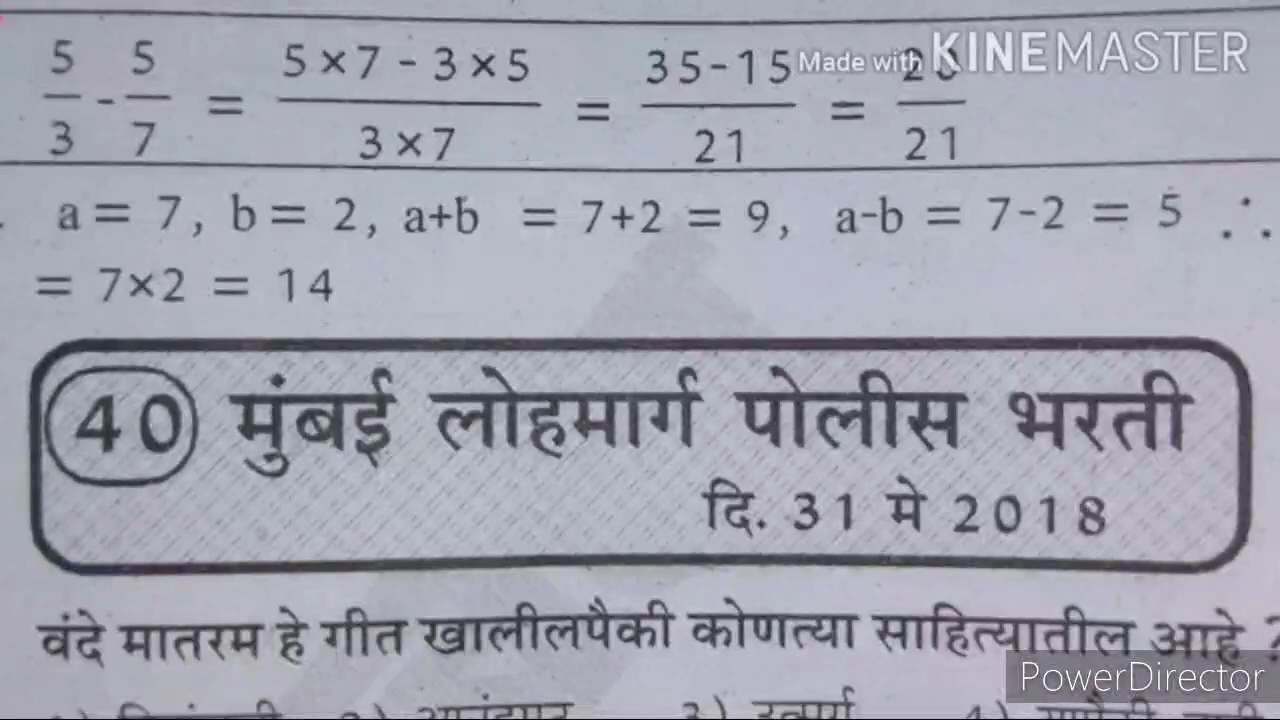 5/3 - 5/7 = (5×7 - 3×5)/(3×7) = (35-15)/21 = 20/21
Made with KINEMASTER
a = 7, b = 2, a+b = 7+2 = 9, a-b = 7-2 = 5 ∴
= 7×2 = 14
40 मुंबई लोहमार्ग पोलीस भरती
दि. 31 मे 2018
वंदे मातरम हे गीत खालीलपैकी कोणत्या साहित्यातील आहे ?
PowerDirector